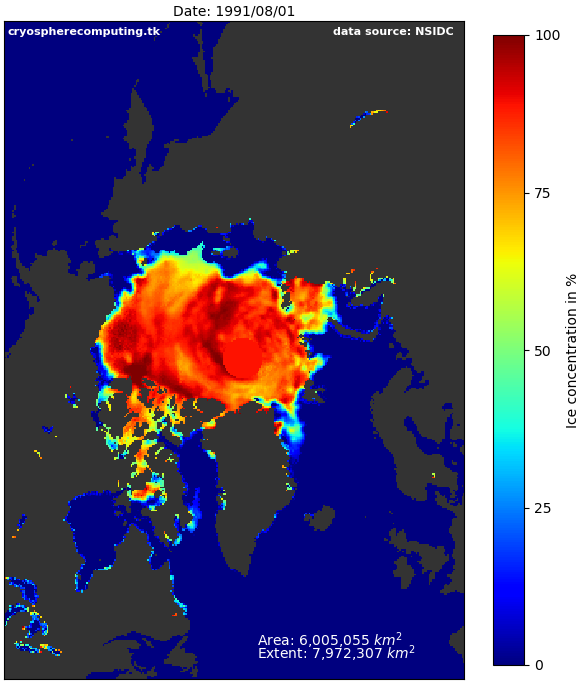 Date: 1991/08/01
cryospherecomputing.tk data source: NSIDC
100
75
50
25
0
Ice concentration in %
Area: 6,005,055 km²
Extent: 7,972,307 km²